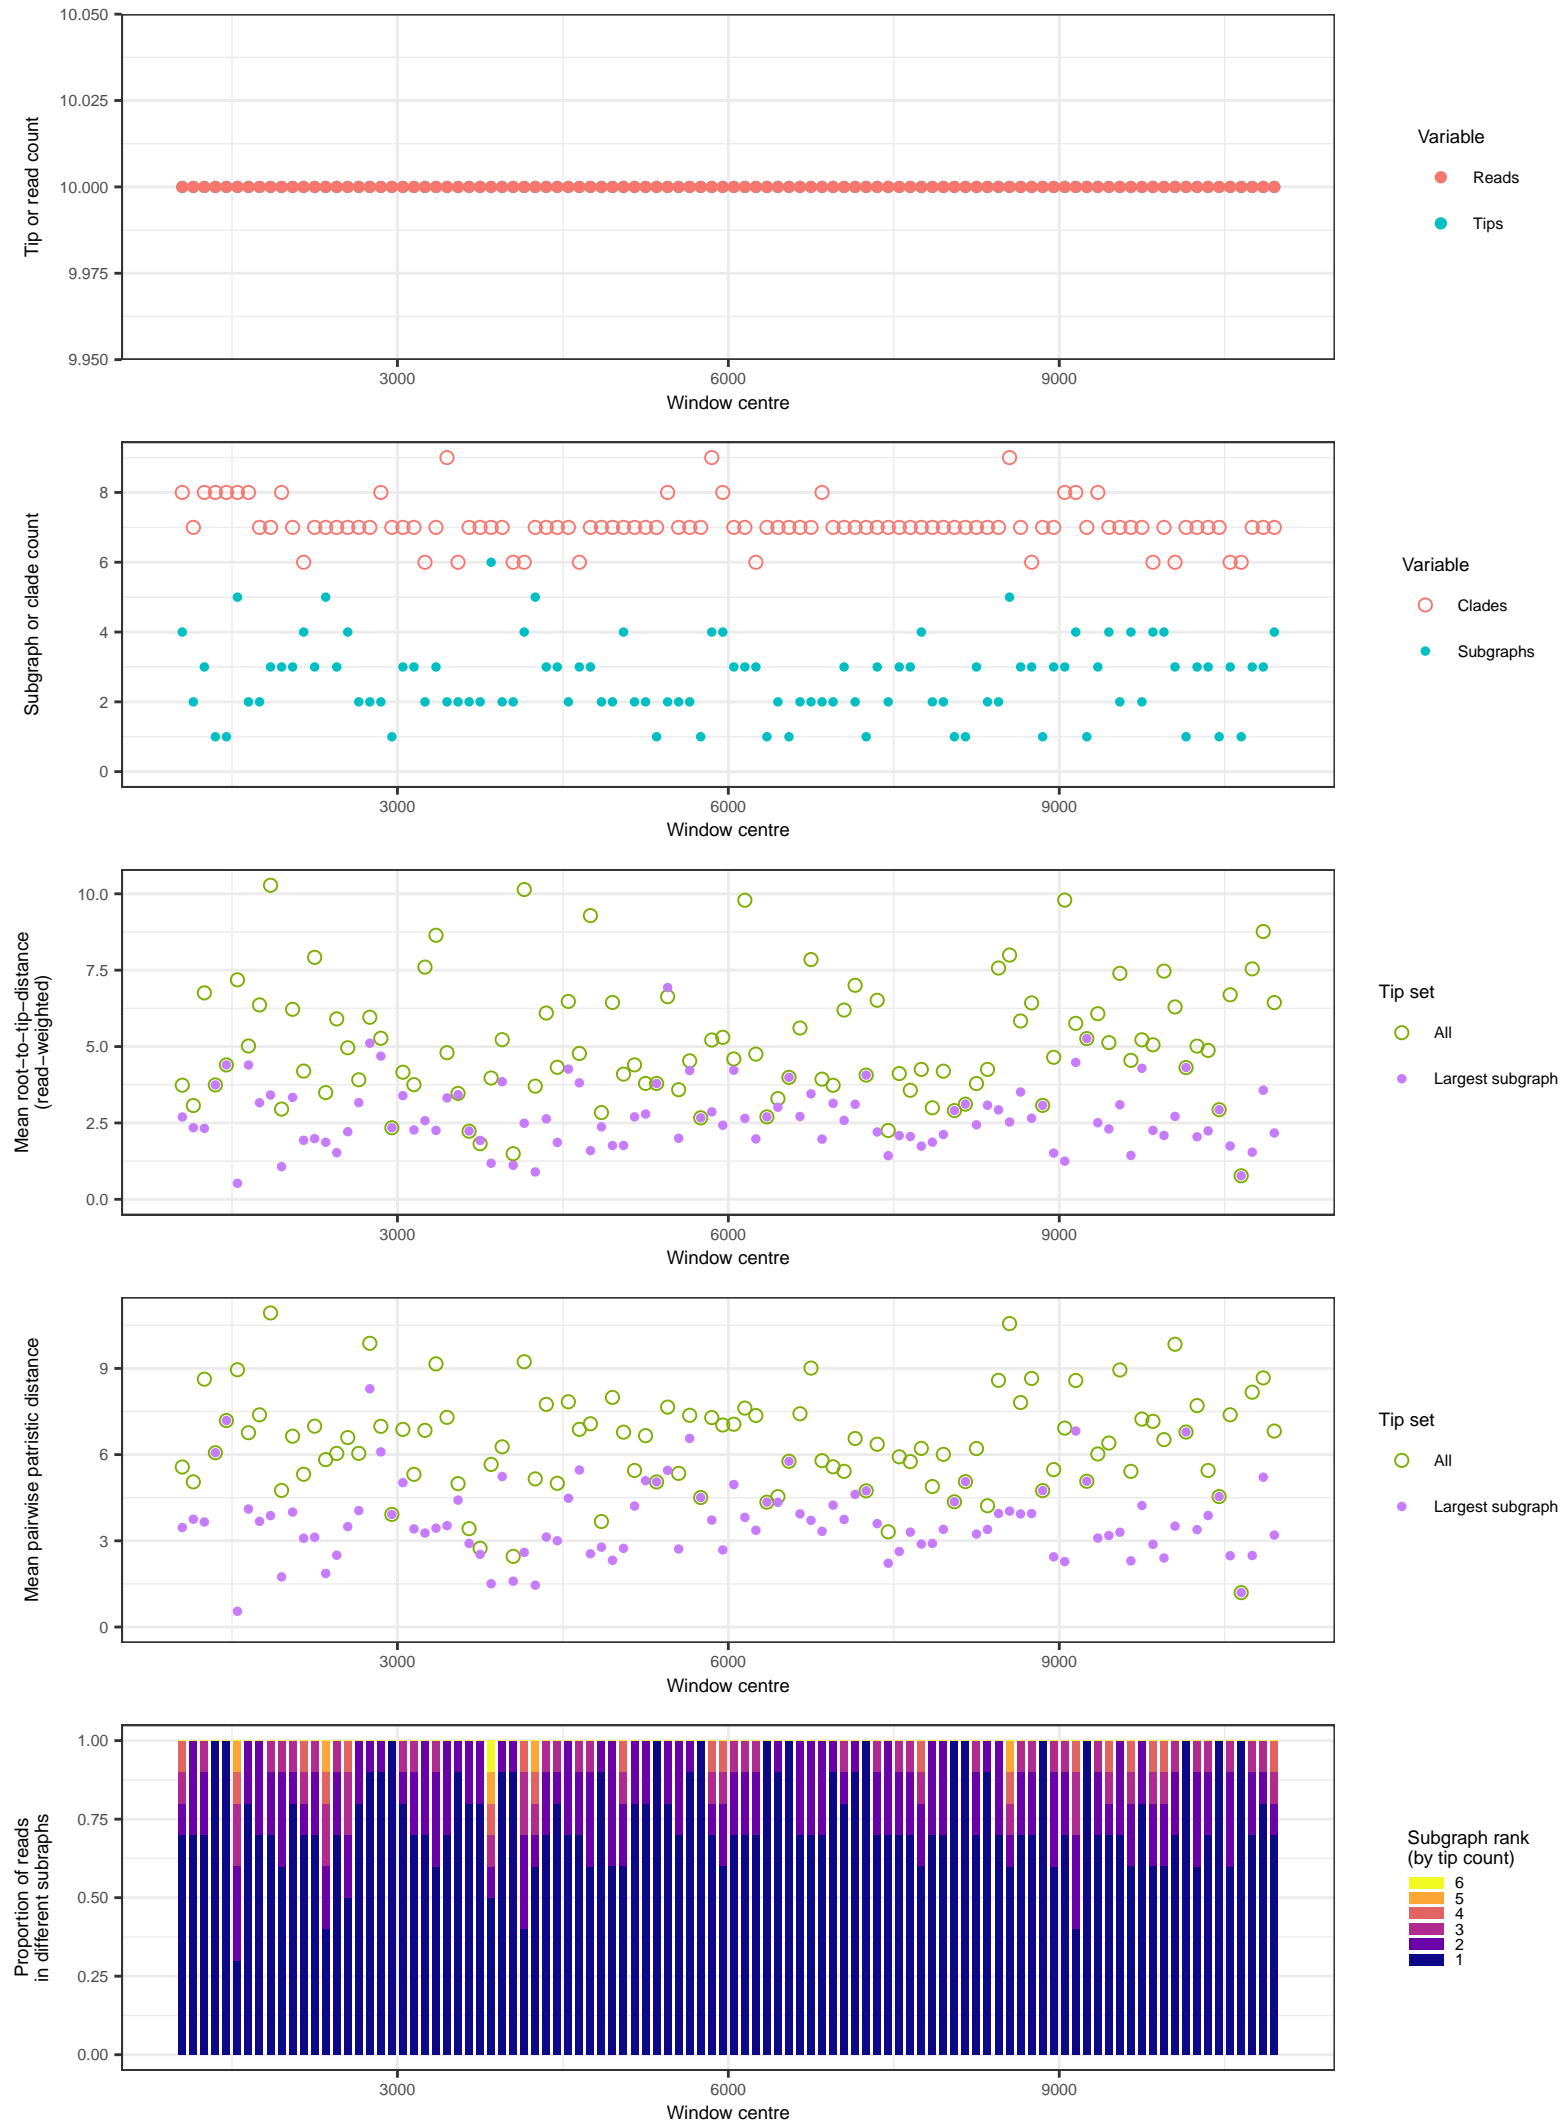 10.050
10.025
10.000
9.975
9.950
Tip or read count
3000
6000
9000
Window centre
Variable
Reads
Tips
8
6
4
2
0
Subgraph or clade count
3000
6000
9000
Window centre
Variable
Clades
Subgraphs
10.0
7.5
5.0
2.5
0.0
Mean root−to−tip−distance
(read−weighted)
3000
6000
9000
Window centre
Tip set
All
Largest subgraph
9
6
3
0
Mean pairwise patristic distance
3000
6000
9000
Window centre
Tip set
All
Largest subgraph
1.00
0.75
0.50
0.25
0.00
Proportion of reads
in different subraphs
3000
6000
9000
Window centre
Subgraph rank
(by tip count)
6
5
4
3
2
1